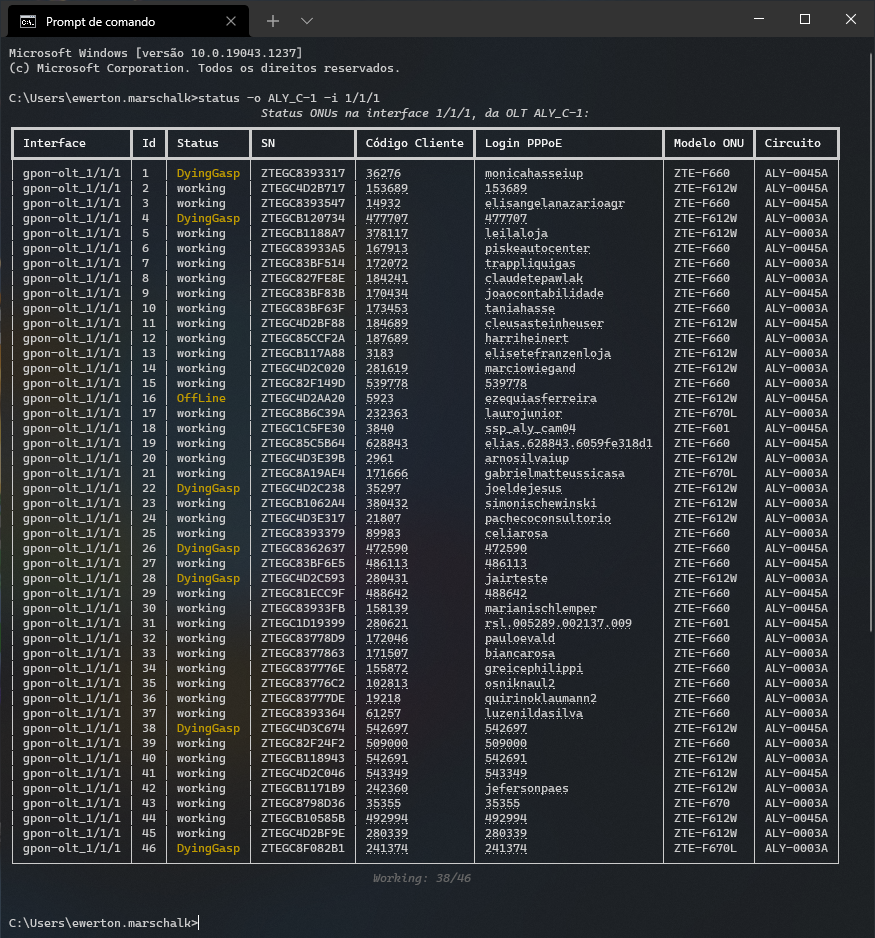 Prompt de comando
Microsoft Windows [versão 10.0.19043.1237]
(c) Microsoft Corporation. Todos os direitos reservados.
C:\Users\ewerton.marschalk>status -o ALY_C-1 -i 1/1/1
Status ONUs na interface 1/1/1, da OLT ALY_C-1:
Interface Id Status SN Código Cliente Login PPPoE Modelo ONU Circuito
gpon-olt_1/1/1 1 DyingGasp ZTEGC8393317 36276 monicahasseiup ZTE-F660 ALY-0045A
gpon-olt_1/1/1 2 working ZTEGC4D2B717 153689 153689 ZTE-F612W ALY-0045A
gpon-olt_1/1/1 3 working ZTEGC8393547 14932 elisangelanazarioagr ZTE-F660 ALY-0045A
gpon-olt_1/1/1 4 DyingGasp ZTEGCB120734 477707 477707 ZTE-F612W ALY-0003A
gpon-olt_1/1/1 5 working ZTEGCB1188A7 378117 leilaloja ZTE-F612W ALY-0003A
gpon-olt_1/1/1 6 working ZTEGC83933A5 167913 piskeautocenter ZTE-F660 ALY-0045A
gpon-olt_1/1/1 7 working ZTEGC83BF514 172072 trappliquigas ZTE-F660 ALY-0003A
gpon-olt_1/1/1 8 working ZTEGC827FE8E 184241 claudetepawlak ZTE-F660 ALY-0003A
gpon-olt_1/1/1 9 working ZTEGC83BF83B 170434 joaocontabilidade ZTE-F660 ALY-0045A
gpon-olt_1/1/1 10 working ZTEGC83BF63F 173453 taniahasse ZTE-F660 ALY-0003A
gpon-olt_1/1/1 11 working ZTEGC4D2BF88 184689 cleusasteinheuser ZTE-F612W ALY-0045A
gpon-olt_1/1/1 12 working ZTEGC85CCF2A 187689 harriheinert ZTE-F660 ALY-0045A
gpon-olt_1/1/1 13 working ZTEGCB117A88 3183 elisetefranzenloja ZTE-F612W ALY-0003A
gpon-olt_1/1/1 14 working ZTEGC4D2C020 281619 marciowiegand ZTE-F612W ALY-0003A
gpon-olt_1/1/1 15 working ZTEGC82F149D 539778 539778 ZTE-F660 ALY-0003A
gpon-olt_1/1/1 16 OffLine ZTEGC4D2AA20 5923 ezequiasferreira ZTE-F612W ALY-0045A
gpon-olt_1/1/1 17 working ZTEGC8B6C39A 232363 laurojunior ZTE-F670L ALY-0003A
gpon-olt_1/1/1 18 working ZTEGC1C5FE30 3840 ssp_aly_cam04 ZTE-F601 ALY-0045A
gpon-olt_1/1/1 19 working ZTEGC85C5B64 628843 elias.628843.6059fe318d1 ZTE-F660 ALY-0045A
gpon-olt_1/1/1 20 working ZTEGC4D3E39B 2961 arnosilvaiup ZTE-F612W ALY-0003A
gpon-olt_1/1/1 21 working ZTEGC8A19AE4 171666 gabrielmatteussicasa ZTE-F670L ALY-0003A
gpon-olt_1/1/1 22 DyingGasp ZTEGC4D2C238 35297 joeldejesus ZTE-F612W ALY-0003A
gpon-olt_1/1/1 23 working ZTEGCB1062A4 380432 simonischewinski ZTE-F612W ALY-0003A
gpon-olt_1/1/1 24 working ZTEGC4D3E317 21807 pachecoconsultorio ZTE-F612W ALY-0003A
gpon-olt_1/1/1 25 working ZTEGC8393379 89983 celiarosa ZTE-F660 ALY-0003A
gpon-olt_1/1/1 26 DyingGasp ZTEGC8362637 472590 472590 ZTE-F660 ALY-0003A
gpon-olt_1/1/1 27 working ZTEGC83BF6E5 486113 486113 ZTE-F660 ALY-0003A
gpon-olt_1/1/1 28 DyingGasp ZTEGC4D2C593 280431 jairteste ZTE-F612W ALY-0003A
gpon-olt_1/1/1 29 working ZTEGC81ECC9F 488642 488642 ZTE-F660 ALY-0045A
gpon-olt_1/1/1 30 working ZTEGC83933FB 158139 marianischlemper ZTE-F660 ALY-0045A
gpon-olt_1/1/1 31 working ZTEGC1D19399 280621 rsl.005289.002137.009 ZTE-F601 ALY-0045A
gpon-olt_1/1/1 32 working ZTEGC83778D9 172046 pauloevald ZTE-F660 ALY-0003A
gpon-olt_1/1/1 33 working ZTEGC8377863 171507 biancarosa ZTE-F660 ALY-0003A
gpon-olt_1/1/1 34 working ZTEGC837776E 155872 greicephilippi ZTE-F660 ALY-0003A
gpon-olt_1/1/1 35 working ZTEGC83776C2 102813 osniknaul2 ZTE-F660 ALY-0003A
gpon-olt_1/1/1 36 working ZTEGC83777DE 19218 quirinoklaumann2 ZTE-F660 ALY-0003A
gpon-olt_1/1/1 37 working ZTEGC8393364 61257 luzenildasilva ZTE-F660 ALY-0003A
gpon-olt_1/1/1 38 DyingGasp ZTEGC4D3C674 542697 542697 ZTE-F612W ALY-0045A
gpon-olt_1/1/1 39 working ZTEGC82F24F2 509000 509000 ZTE-F660 ALY-0003A
gpon-olt_1/1/1 40 working ZTEGCB118943 542691 542691 ZTE-F612W ALY-0003A
gpon-olt_1/1/1 41 working ZTEGC4D2C046 543349 543349 ZTE-F612W ALY-0045A
gpon-olt_1/1/1 42 working ZTEGCB1171B9 242360 jefersonpaes ZTE-F612W ALY-0003A
gpon-olt_1/1/1 43 working ZTEGC8798D36 35355 35355 ZTE-F670 ALY-0003A
gpon-olt_1/1/1 44 working ZTEGCB10585B 492994 492994 ZTE-F612W ALY-0045A
gpon-olt_1/1/1 45 working ZTEGC4D2BF9E 280339 280339 ZTE-F612W ALY-0003A
gpon-olt_1/1/1 46 DyingGasp ZTEGC8F082B1 241374 241374 ZTE-F670L ALY-0003A
Working: 38/46
C:\Users\ewerton.marschalk>